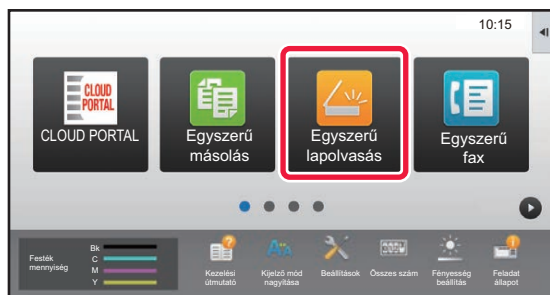 10:15
CLOUD
PORTAL
CLOUD PORTAL
Egyszerű
másolás
Egyszerű
lapolvasás
Egyszerű
fax
Festék
mennyiség
Bk
C
M
Y
Kezelési
útmutató
Kijelző mód
nagyítása
Beállítások
Összes szám
Fényesség
beállítás
Feladat
állapot